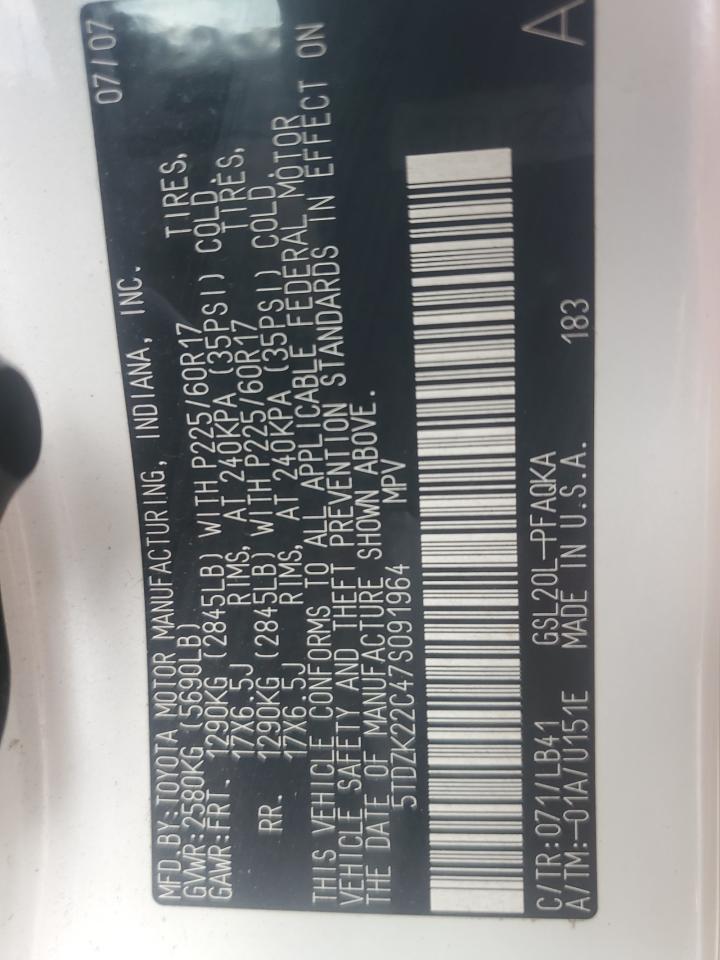 MFD. BY: TOYOTA MOTOR MANUFACTURING, INDIANA, INC. 07/07
GVWR: 2580KG (5690LB)
GAWR: FRT. 1290KG (2845LB) WITH P225/60R17 TIRES,
17X6.5J RIMS, AT 240KPA (35PSI) COLD.
RR. 1290KG (2845LB) WITH P225/60R17 TIRES,
17X6.5J RIMS, AT 240KPA (35PSI) COLD.
THIS VEHICLE CONFORMS TO ALL APPLICABLE FEDERAL MOTOR
VEHICLE SAFETY AND THEFT PREVENTION STANDARDS IN EFFECT ON
THE DATE OF MANUFACTURE SHOWN ABOVE.
5TDZK22C47S091964 MPV
C/TR: 071/LB41 GSL20L-PFAQKA
A/TM: -01A/U151E MADE IN U.S.A. 183 A